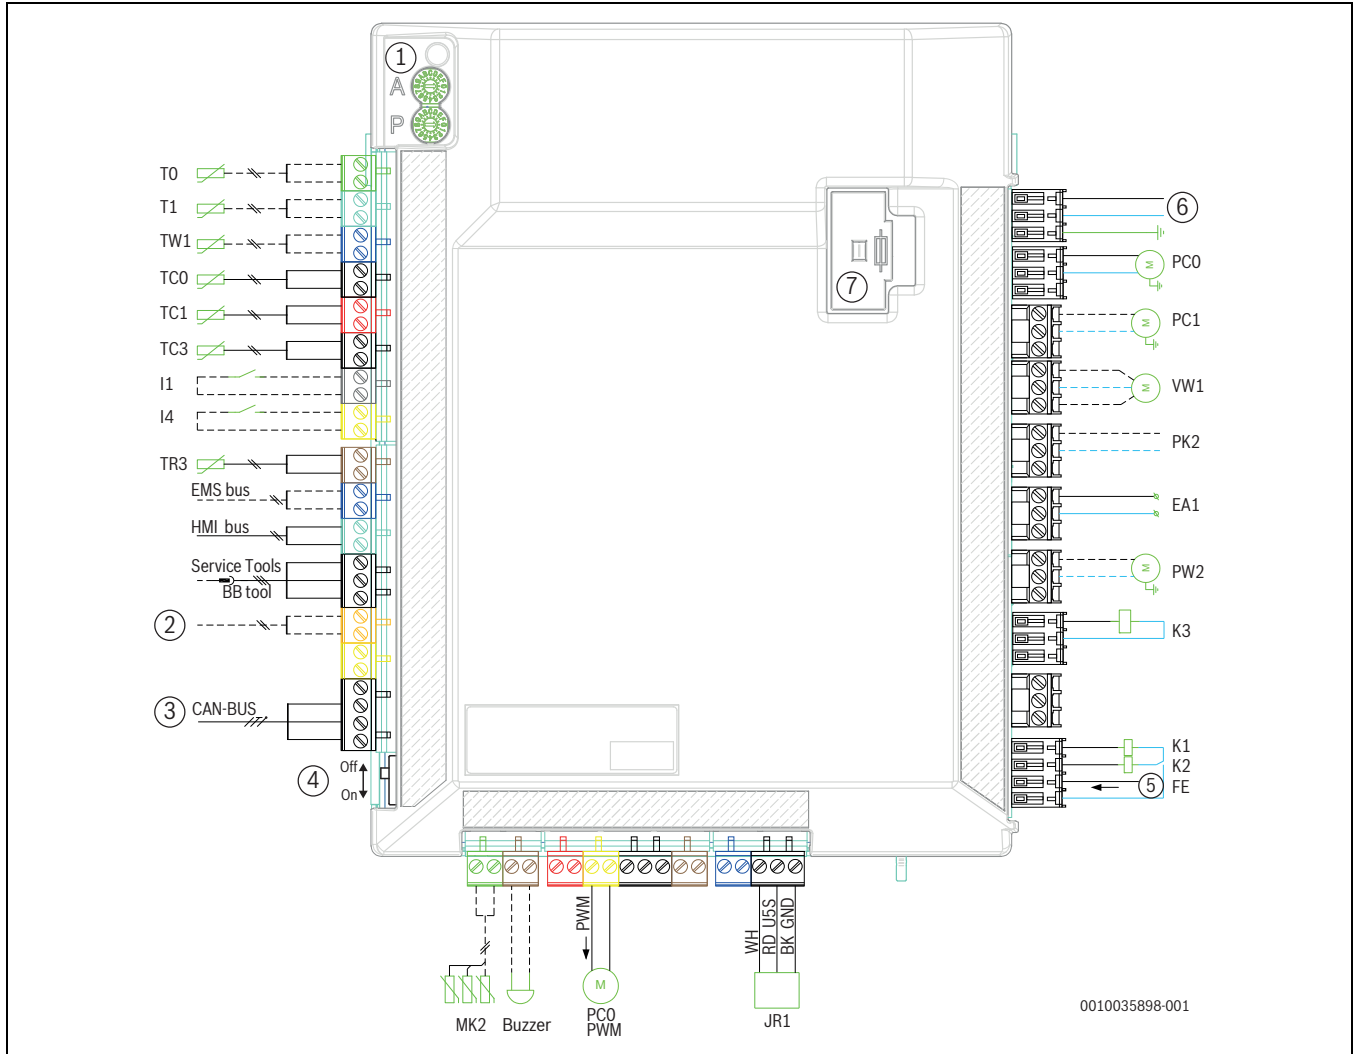 1
A
P
T0
T1
TW1
TC0
TC1
TC3
I1
I4
TR3
EMS bus
HMI bus
Service Tools
BB tool
2
3 CAN-BUS
4 Off
On
6
PC0
M
7
PC1
M
VW1
M
PK2
EA1
PW2
M
K3
K1
K2
5 FE
PWM
WH
RD U5S
BK GND
M
MK2
Buzzer
PC0
PWM
JR1
0010035898-001